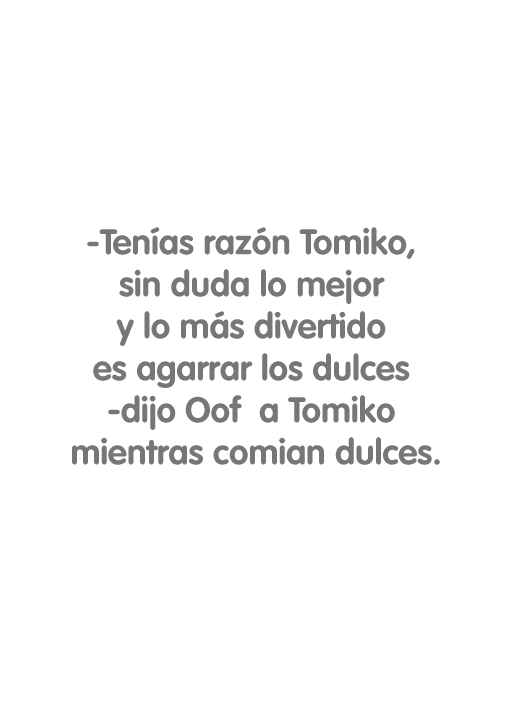 -Tenías razón Tomiko,
sin duda lo mejor
y lo más divertido
es agarrar los dulces
-dijo Oof  a Tomiko
mientras comian dulces.